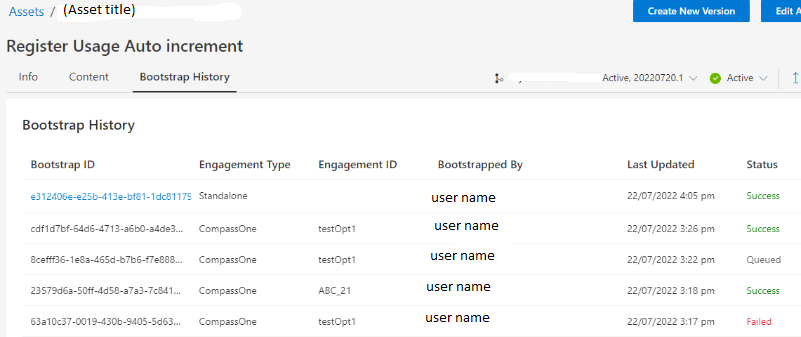 Assets / (Asset title)
Create New Version
Edit A
Register Usage Auto increment
Info Content Bootstrap History
Active, 20220720.1 Active
Bootstrap History
Bootstrap ID Engagement Type Engagement ID Bootstrapped By Last Updated Status
e312406e-e25b-413e-bf81-1dc81179 Standalone user name 22/07/2022 4:05 pm Success
cdf1d7bf-64d6-4713-a6b0-a4de3... CompassOne testOpt1 user name 22/07/2022 3:26 pm Success
8cefff36-1e8a-465d-b7b6-f7e888... CompassOne testOpt1 user name 22/07/2022 3:22 pm Queued
23579d6a-50ff-4d58-a7a3-7c841... CompassOne ABC_21 user name 22/07/2022 3:18 pm Success
63a10c37-0019-430b-9405-5d63... CompassOne testOpt1 user name 22/07/2022 3:17 pm Failed